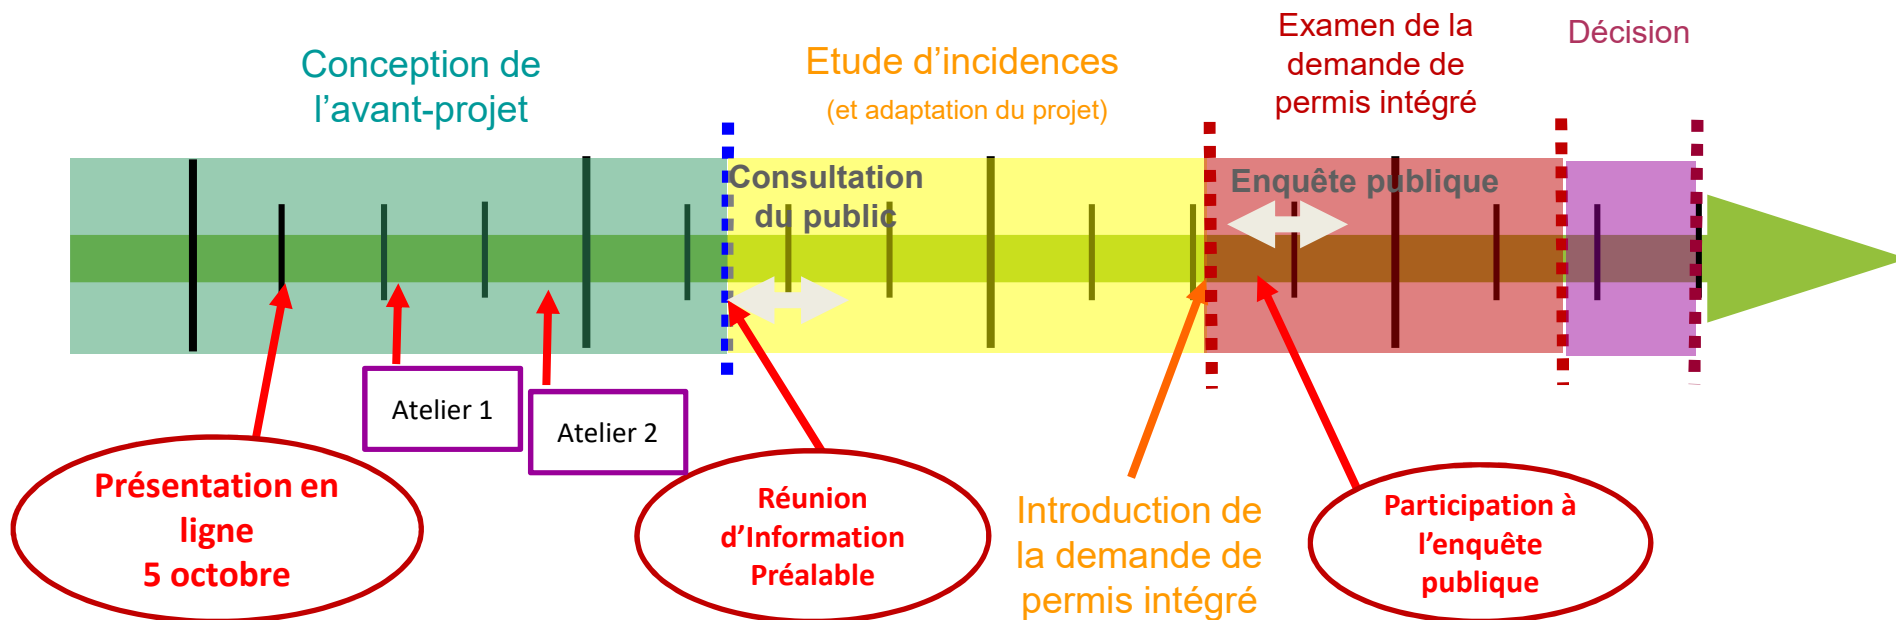 Conception de
l’avant-projet
Etude d’incidences
(et adaptation du projet)
Examen de la
demande de
permis intégré
Décision
Consultation
du public
Enquête publique
Atelier 1
Atelier 2
Présentation en
ligne
5 octobre
Réunion
d’Information
Préalable
Introduction de
la demande de
permis intégré
Participation à
l’enquête
publique